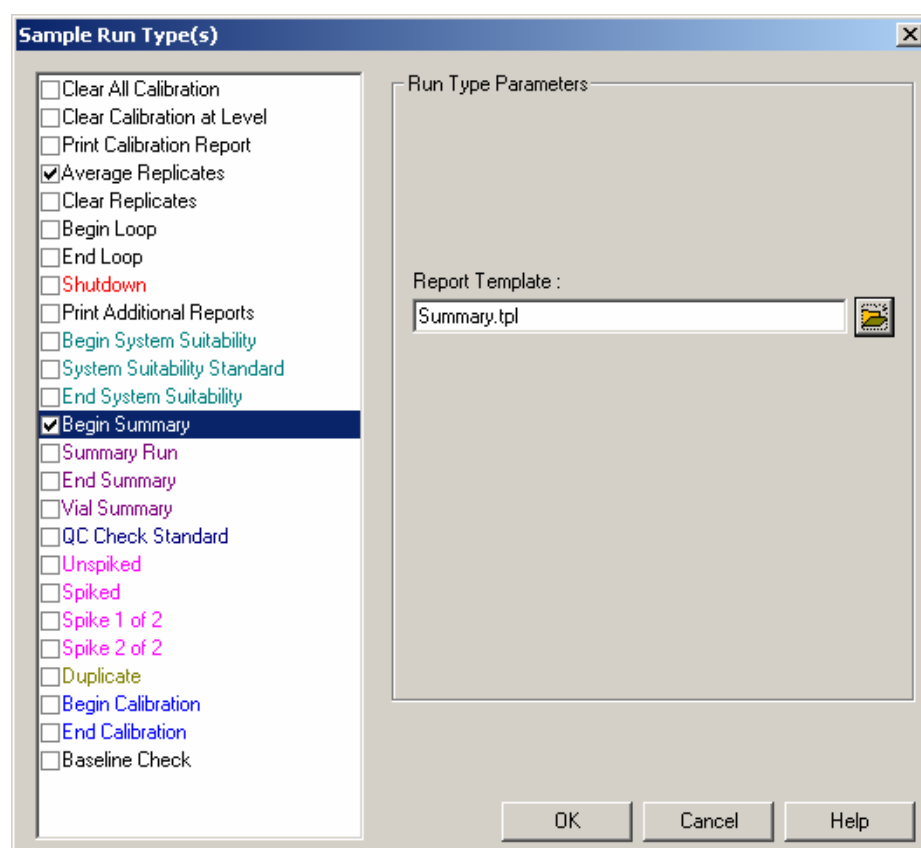 Sample Run Type(s)
Clear All Calibration
Clear Calibration at Level
Print Calibration Report
Average Replicates
Clear Replicates
Begin Loop
End Loop
Shutdown
Print Additional Reports
Begin System Suitability
System Suitability Standard
End System Suitability
Begin Summary
Summary Run
End Summary
Vial Summary
QC Check Standard
Unspiked
Spiked
Spike 1 of 2
Spike 2 of 2
Duplicate
Begin Calibration
End Calibration
Baseline Check
Run Type Parameters
Report Template :
Summary.tpl
OK Cancel Help